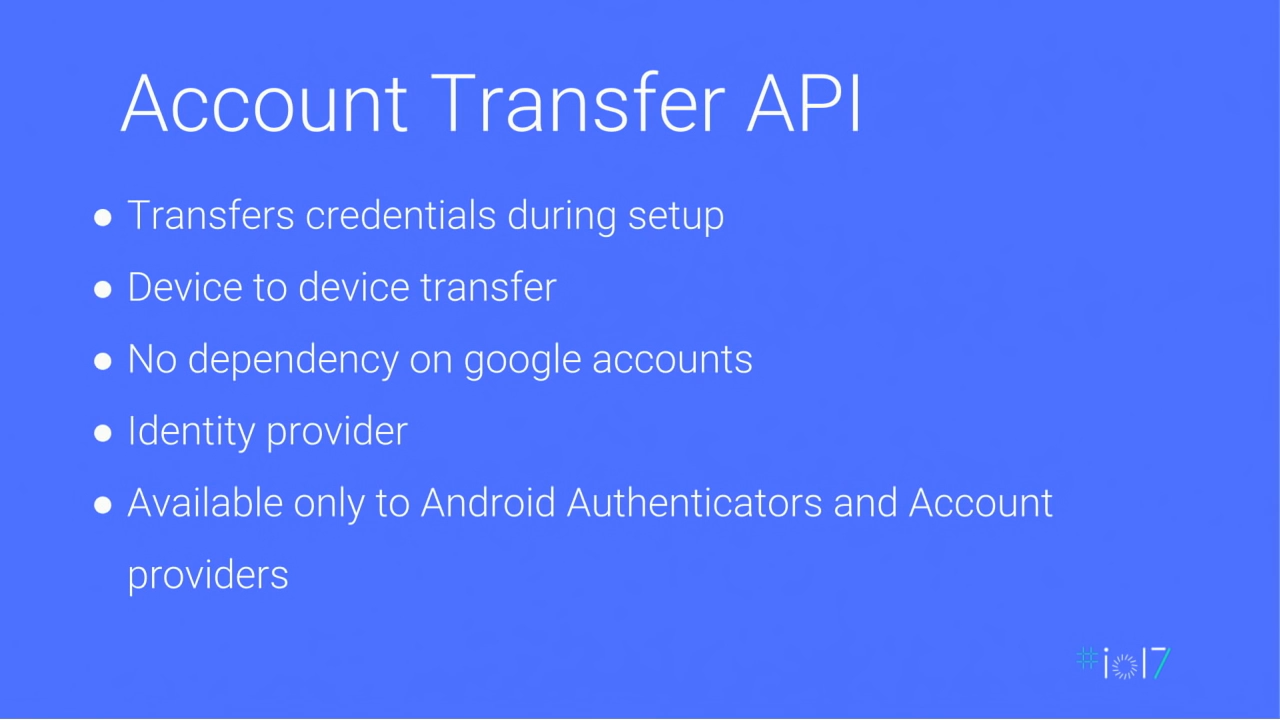 Account Transfer API
● Transfers credentials during setup
● Device to device transfer
● No dependency on google accounts
● Identity provider
● Available only to Android Authenticators and Account
providers
#io17